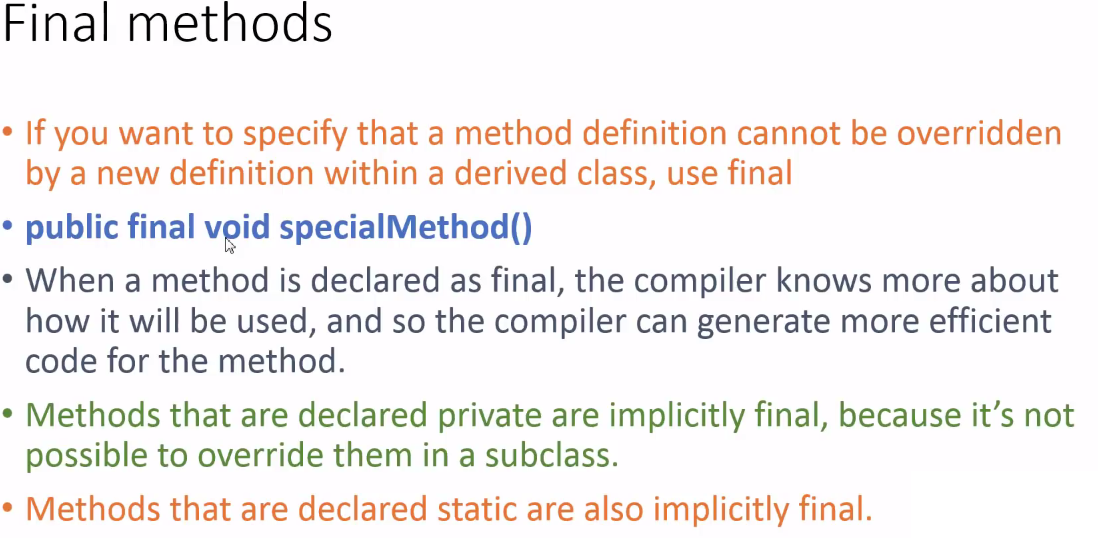 Final methods
• If you want to specify that a method definition cannot be overridden
by a new definition within a derived class, use final
• public final void specialMethod()
• When a method is declared as final, the compiler knows more about
how it will be used, and so the compiler can generate more efficient
code for the method.
• Methods that are declared private are implicitly final, because it’s not
possible to override them in a subclass.
• Methods that are declared static are also implicitly final.